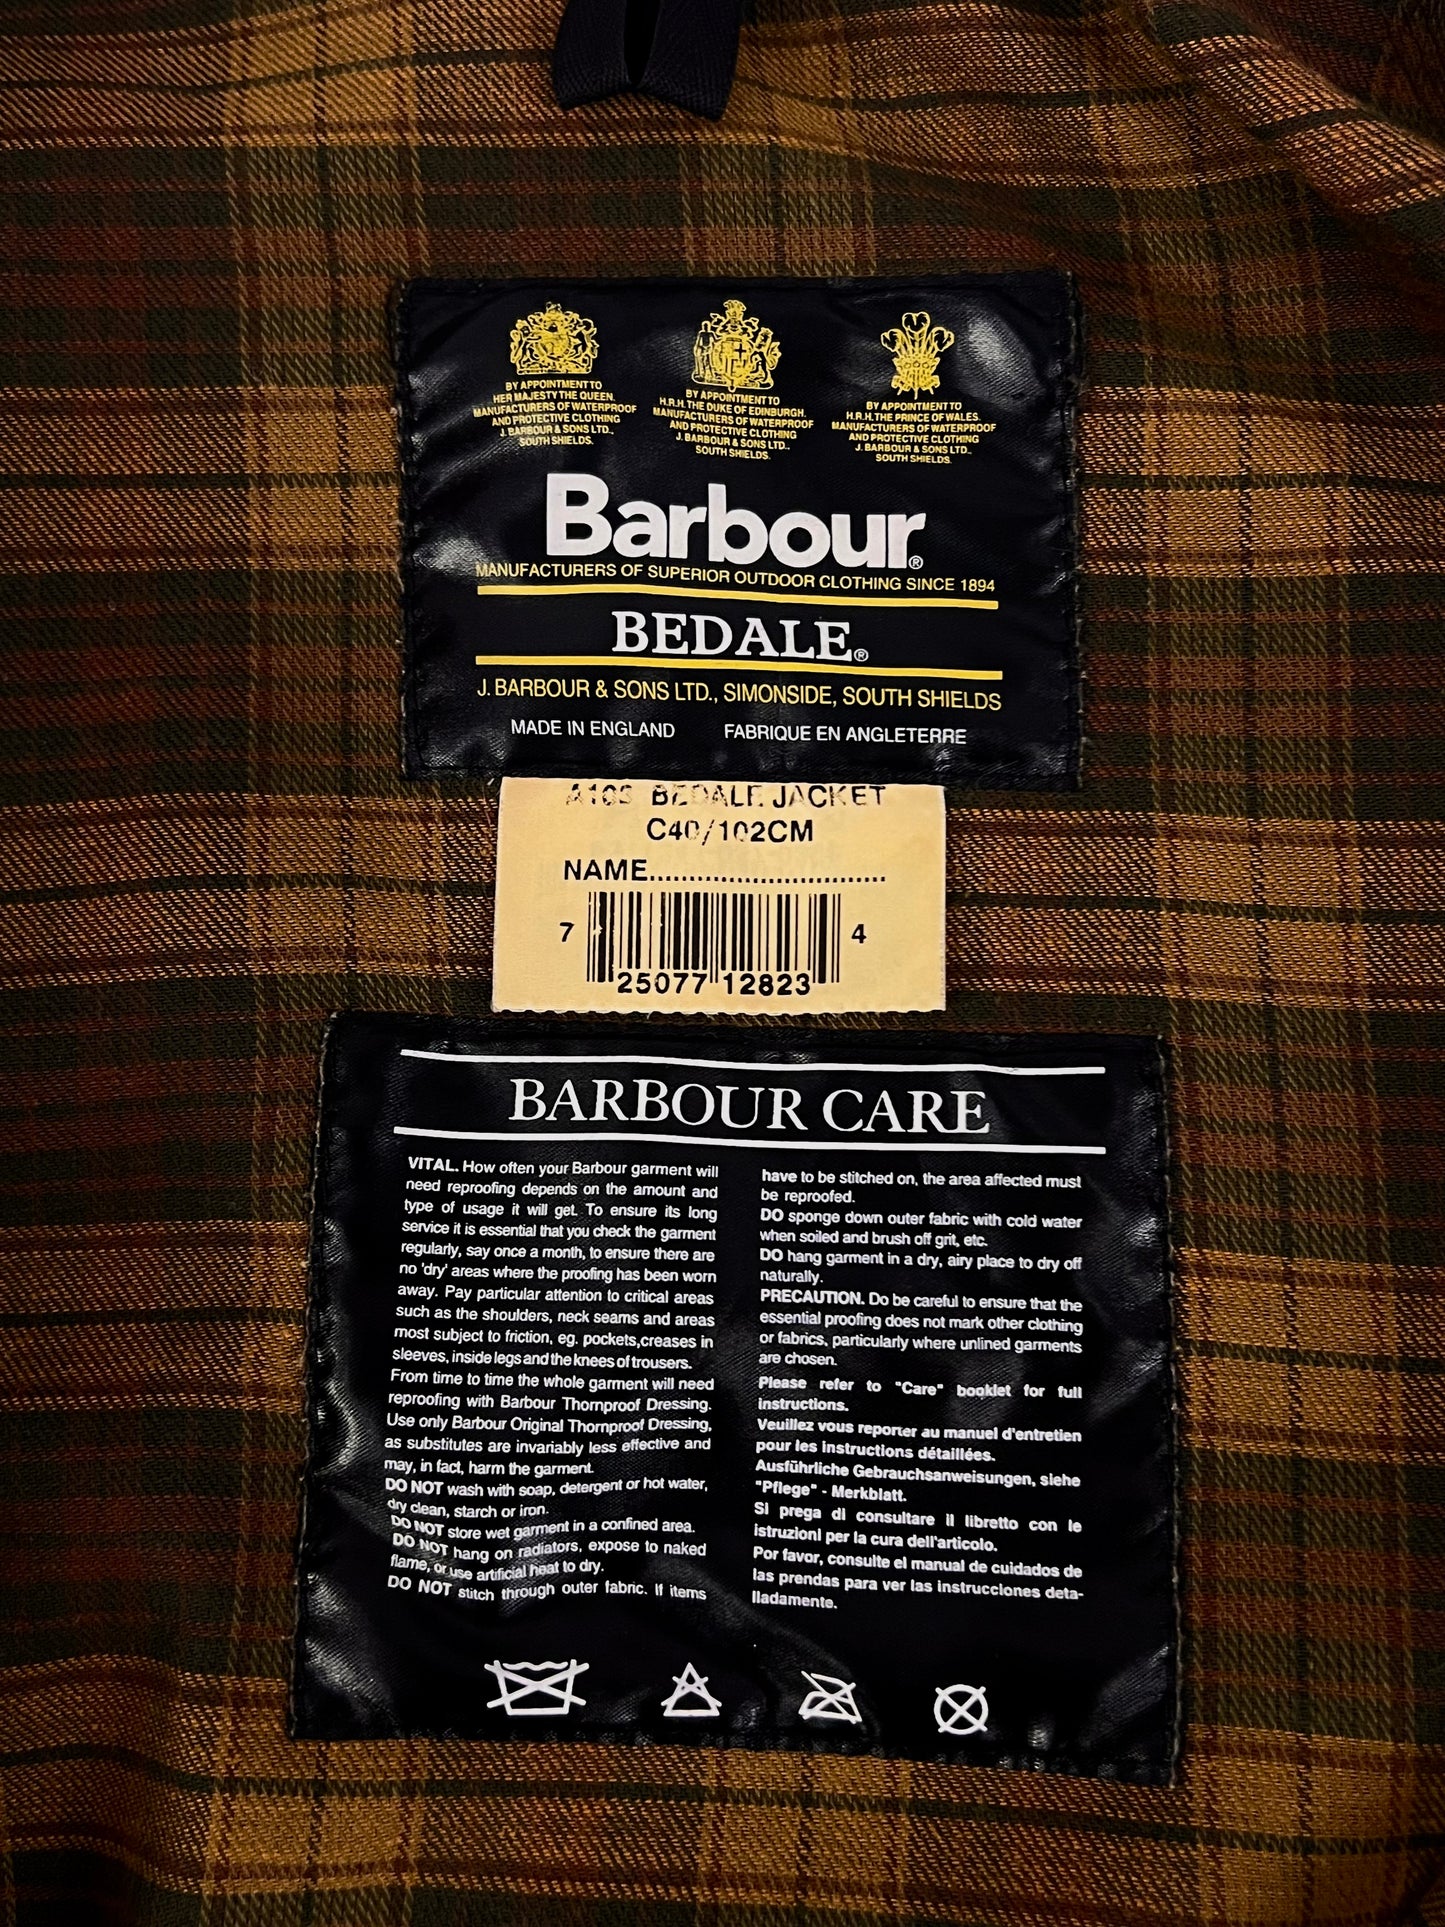 BY APPOINTMENT TO
HER MAJESTY THE QUEEN.
MANUFACTURERS OF WATERPROOF
AND PROTECTIVE CLOTHING
J. BARBOUR & SONS LTD.,
SOUTH SHIELDS.
BY APPOINTMENT TO
H.R.H. THE DUKE OF EDINBURGH.
MANUFACTURERS OF WATERPROOF
AND PROTECTIVE CLOTHING
J. BARBOUR & SONS LTD..
SOUTH SHIELDS.
BY APPOINTMENT TO
H.R.H. THE PRINCE OF WALES.
MANUFACTURERS OF WATERPROOF
AND PROTECTIVE CLOTHING
J. BARBOUR & SONS LTD..
SOUTH SHIELDS.
Barbour®
MANUFACTURERS OF SUPERIOR OUTDOOR CLOTHING SINCE 1894
BEDALE®
J. BARBOUR & SONS LTD., SIMONSIDE, SOUTH SHIELDS
MADE IN ENGLAND FABRIQUE EN ANGLETERRE
BEDALE JACKET
C40/102CM
NAME..............................
7 25077 12823 4
BARBOUR CARE
VITAL. How often your Barbour garment will
need reproofing depends on the amount and
type of usage it will get. To ensure its long
service it is essential that you check the garment
regularly, say once a month, to ensure there are
no 'dry' areas where the proofing has been worn
away. Pay particular attention to critical areas
such as the shoulders, neck seams and areas
most subject to friction, eg. pockets,creases in
sleeves, inside legs and the knees of trousers.
From time to time the whole garment will need
reproofing with Barbour Thornproof Dressing.
Use only Barbour Original Thornproof Dressing,
as substitutes are invariably less effective and
may, in fact, harm the garment.
DO NOT wash with soap, detergent or hot water,
dry clean, starch or iron.
DO NOT store wet garment in a confined area.
DO NOT hang on radiators, expose to naked
flame, or use artificial heat to dry.
DO NOT stitch through outer fabric. If items
have to be stitched on, the area affected must
be reproofed.
DO sponge down outer fabric with cold water
when soiled and brush off grit, etc.
DO hang garment in a dry, airy place to dry off
naturally.
PRECAUTION. Do be careful to ensure that the
essential proofing does not mark other clothing
or fabrics, particularly where unlined garments
are chosen.
Please refer to "Care" booklet for full
instructions.
Veuillez vous reporter au manuel d'entretien
pour les instructions détaillées.
Ausführliche Gebrauchsanweisungen, siehe
"Pflege" - Merkblatt.
Si prega di consultare il libretto con le
istruzioni per la cura dell'articolo.
Por favor, consulte el manual de cuidados de
las prendas para ver las instrucciones deta-
lladamente.